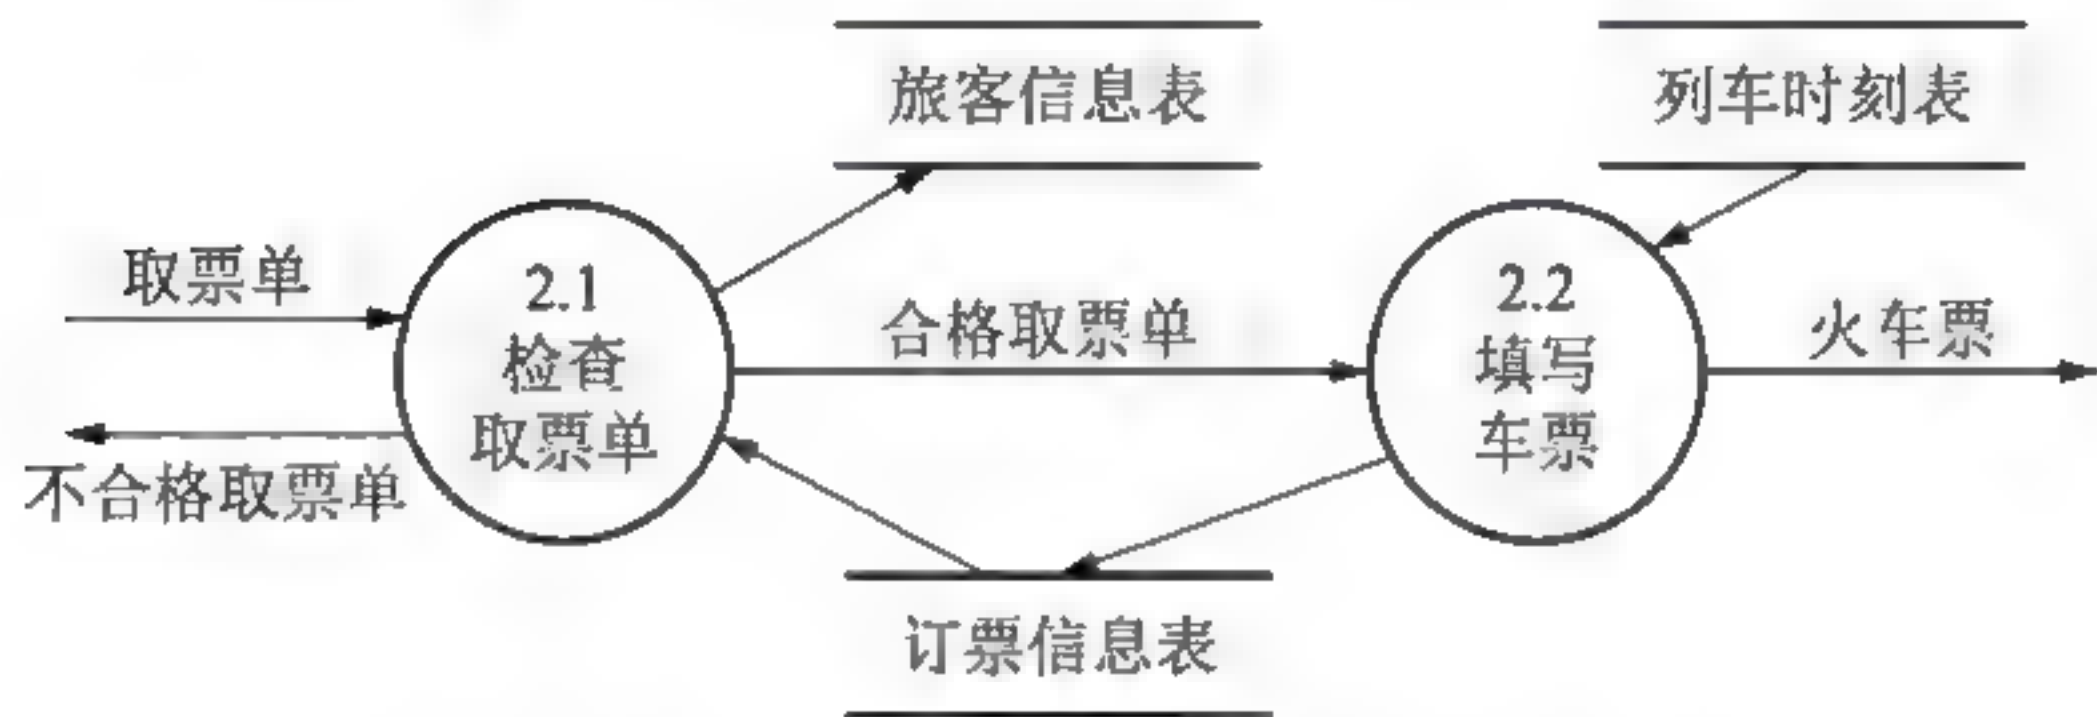 旅客信息表
列车时刻表
取票单
2.1
检查
取票单
合格取票单
2.2
填写
车票
火车票
不合格取票单
订票信息表